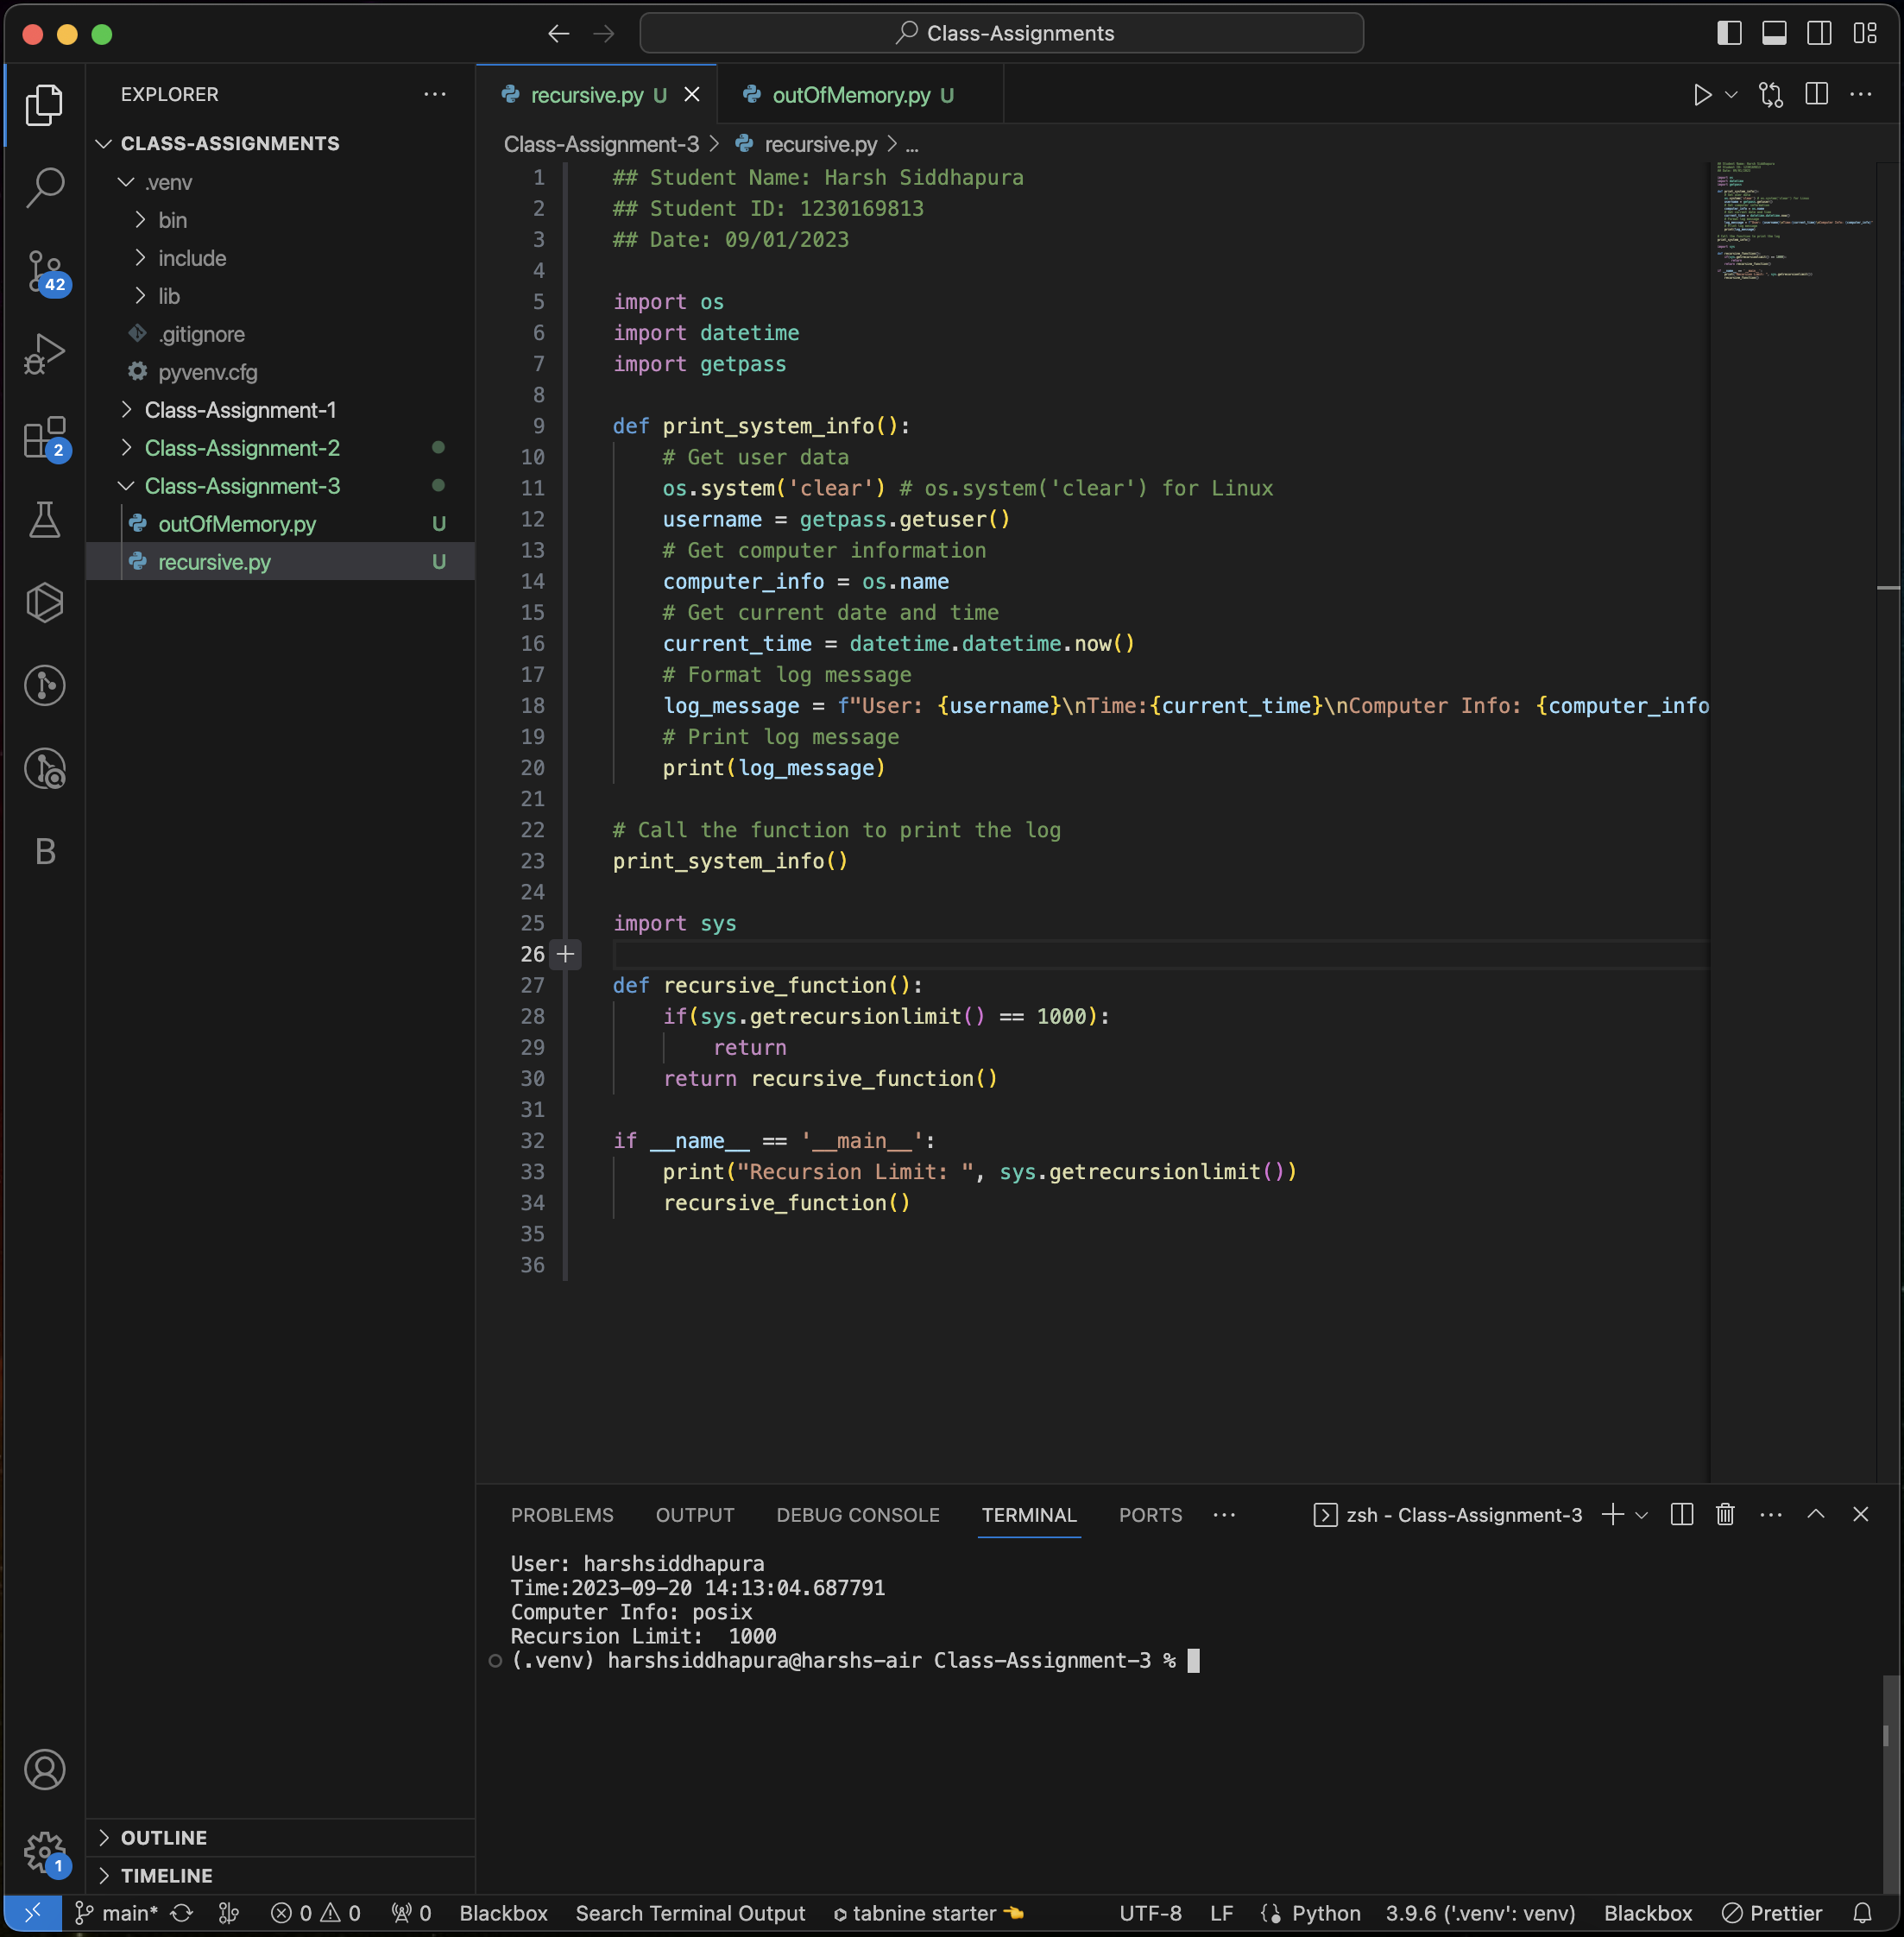 Class-Assignments
EXPLORER
recursive.py U
outOfMemory.py U
CLASS-ASSIGNMENTS
.venv
bin
include
lib
.gitignore
pyvenv.cfg
Class-Assignment-1
Class-Assignment-2
Class-Assignment-3
outOfMemory.py U
recursive.py U
42
2
B
1
OUTLINE
TIMELINE
Class-Assignment-3 > recursive.py > ...
1 ## Student Name: Harsh Siddhapura
2 ## Student ID: 1230169813
3 ## Date: 09/01/2023
4
5 import os
6 import datetime
7 import getpass
8
9 def print_system_info():
10     # Get user data
11     os.system('clear') # os.system('clear') for Linux
12     username = getpass.getuser()
13     # Get computer information
14     computer_info = os.name
15     # Get current date and time
16     current_time = datetime.datetime.now()
17     # Format log message
18     log_message = f"User: {username}\nTime:{current_time}\nComputer Info: {computer_info
19     # Print log message
20     print(log_message)
21
22 # Call the function to print the log
23 print_system_info()
24
25 import sys
26
27 def recursive_function():
28     if(sys.getrecursionlimit() == 1000):
29         return
30     return recursive_function()
31
32 if __name__ == '__main__':
33     print("Recursion Limit: ", sys.getrecursionlimit())
34     recursive_function()
35
36
PROBLEMS OUTPUT DEBUG CONSOLE TERMINAL PORTS ... zsh - Class-Assignment-3
User: harshsiddhapura
Time:2023-09-20 14:13:04.687791
Computer Info: posix
Recursion Limit:  1000
(.venv) harshsiddhapura@harshs-air Class-Assignment-3 %
main* 0 0 0 Blackbox Search Terminal Output tabnine starter UTF-8 LF Python 3.9.6 ('.venv': venv) Blackbox Prettier